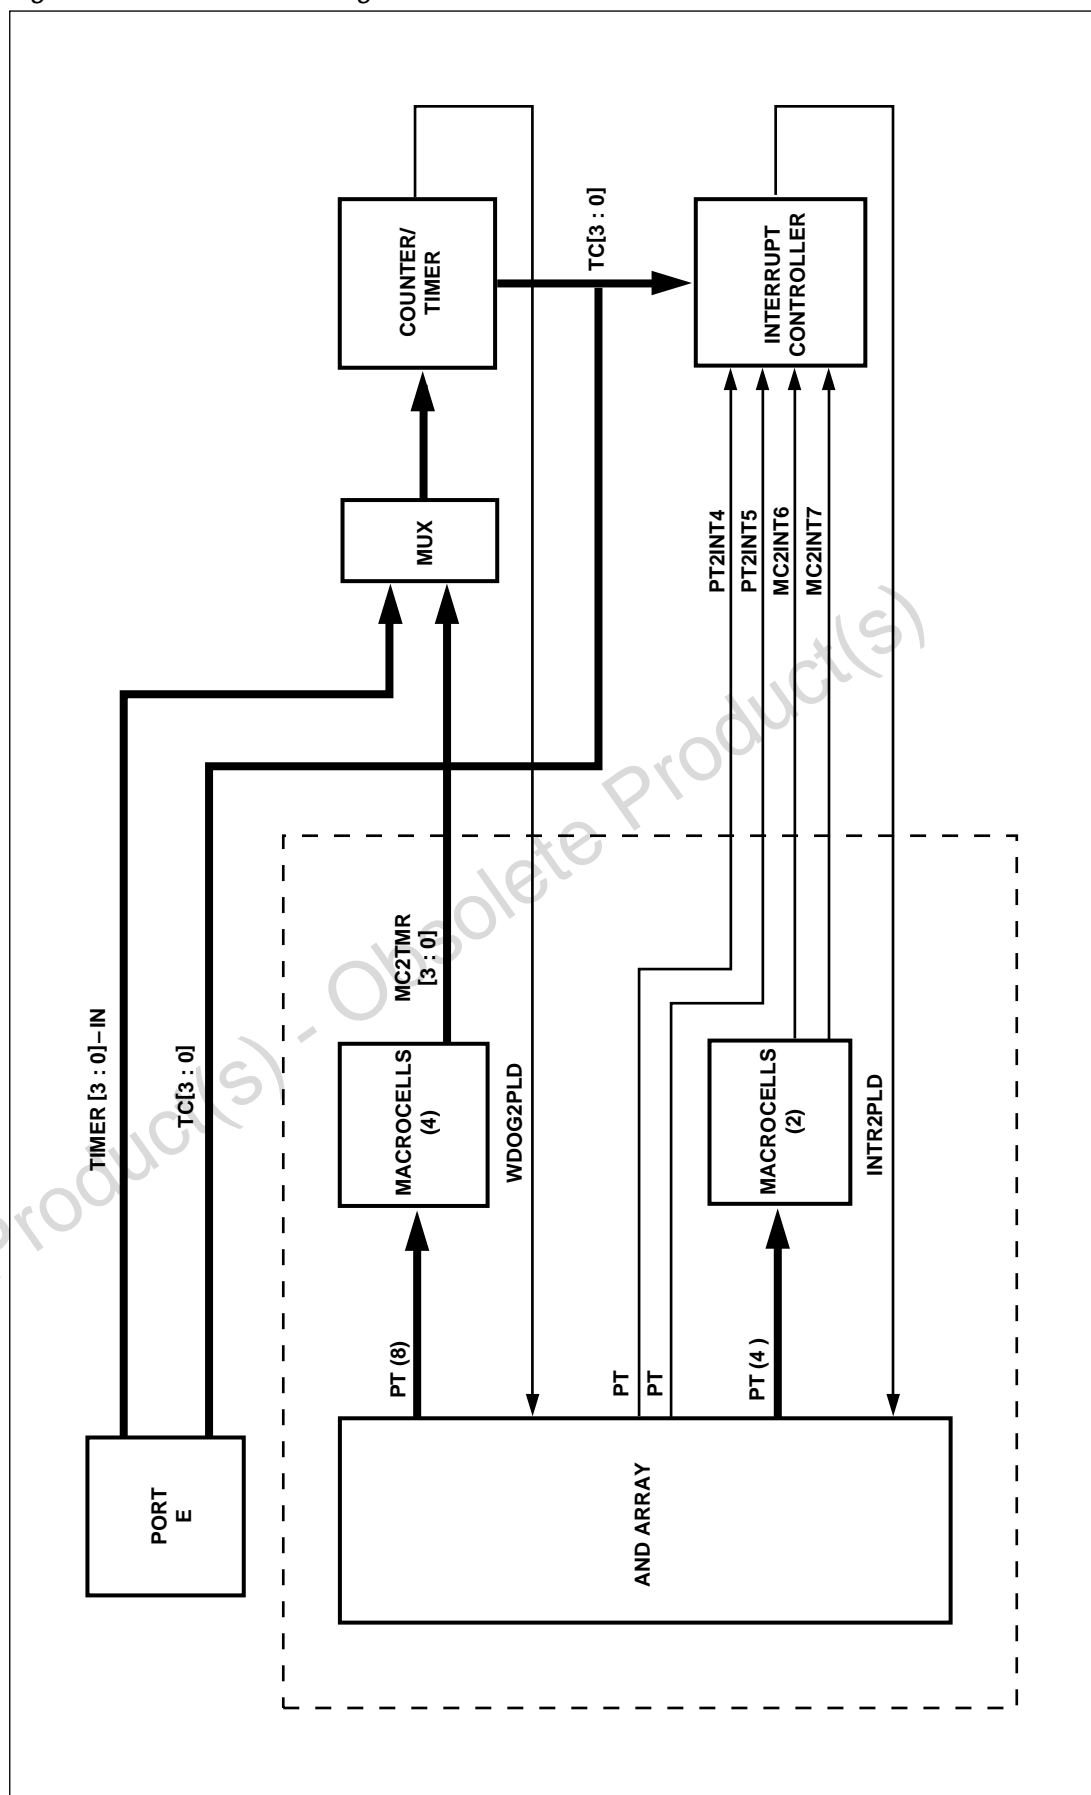 COUNTER/
TIMER
TC[3 : 0]
INTERRUPT
CONTROLLER
MUX
PT2INT4
PT2INT5
MC2INT6
MC2INT7
TIMER [3 : 0]–IN
TC[3 : 0]
MC2TMR
[3 : 0]
MACROCELLS
(4)
WDOG2PLD
MACROCELLS
(2)
INTR2PLD
PT (8)
PT
PT
PT (4 )
PORT
E
AND ARRAY
Product(s) - Obsolete Product(s)